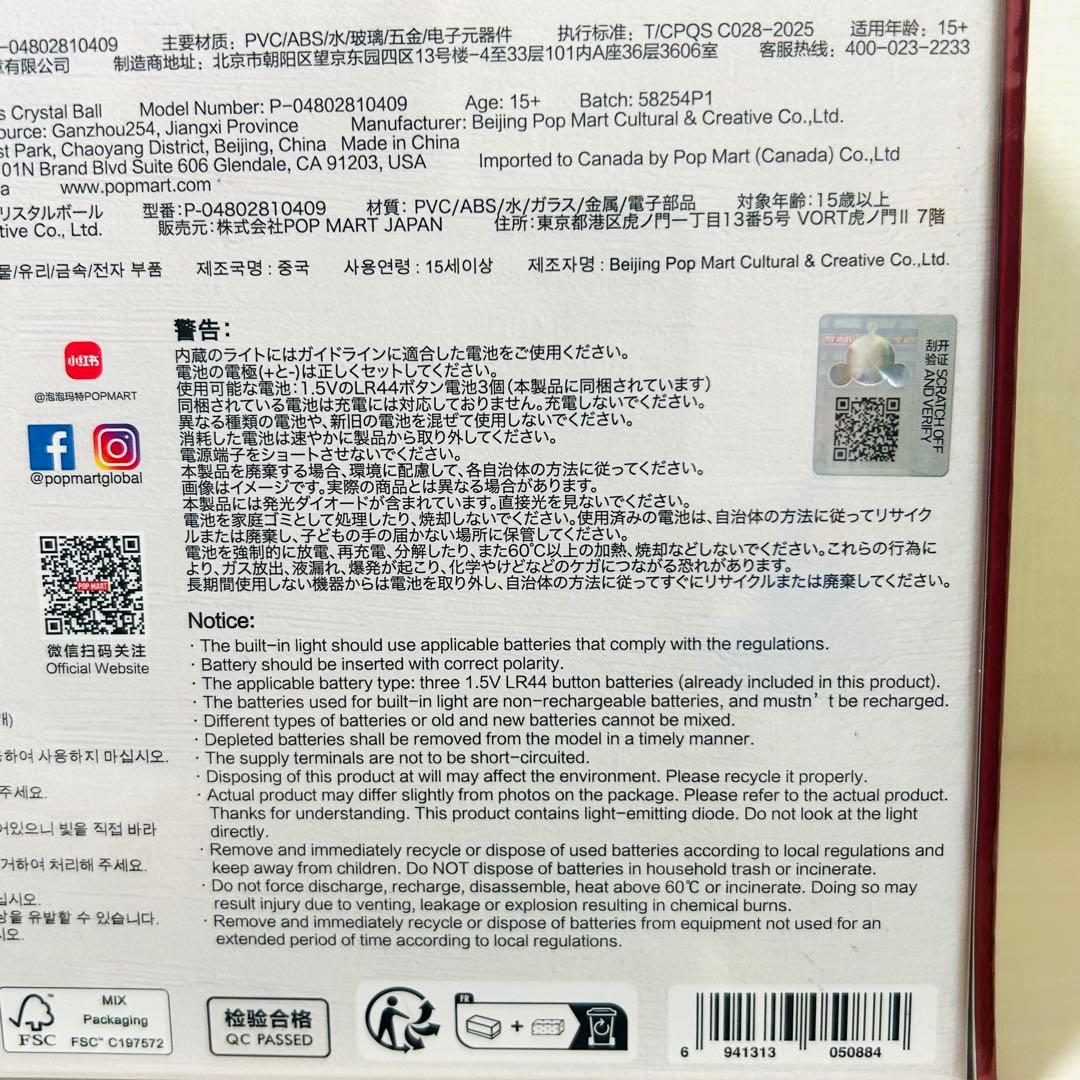 -04802810409 主要材质：PVC/ABS/水/玻璃/五金/电子元器件 执行标准：T/CPQS C028-2025 适用年龄：15+
有限公司 制造商地址：北京市朝阳区望京东园四区13号楼-4至33层101内A座36层3606室 客服热线：400-023-2233
s Crystal Ball Model Number: P-04802810409 Age: 15+ Batch: 58254P1
ource: Ganzhou254, Jiangxi Province Manufacturer: Beijing Pop Mart Cultural & Creative Co.,Ltd.
st Park, Chaoyang District, Beijing, China Made in China
01N Brand Blvd Suite 606 Glendale, CA 91203, USA Imported to Canada by Pop Mart (Canada) Co.,Ltd
a www.popmart.com
リスタルボール 型番:P-04802810409 材質：PVC/ABS/水/ガラス/金属/電子部品 対象年齢:15歳以上
tive Co., Ltd. 販売元:株式会社POP MART JAPAN 住所:東京都港区虎ノ門一丁目13番5号 VORT虎ノ門Ⅱ 7階
물/유리/금속/전자 부품 제조국명 : 중국 사용연령 : 15세이상 제조자명 : Beijing Pop Mart Cultural & Creative Co.,Ltd.
小红书
@泡泡玛特POPMART
@popmartglobal
POP MART
微信扫码关注
Official Website
警告：
内蔵のライトにはガイドラインに適合した電池をご使用ください。
電池の電極(+と-)は正しくセットしてください。
使用可能な電池：1.5VのLR44ボタン電池3個（本製品に同梱されています）
同梱されている電池は充電には対応しておりません。充電しないでください。
異なる種類の電池や、新旧の電池を混ぜて使用しないでください。
消耗した電池は速やかに製品から取り外してください。
電源端子をショートさせないでください。
本製品を廃棄する場合、環境に配慮して、各自治体の方法に従ってください。
画像はイメージです。実際の商品とは異なる場合があります。
本製品には発光ダイオードが含まれています。直接光を見ないでください。
電池を家庭ゴミとして処理したり、焼却しないでください。使用済みの電池は、自治体の方法に従ってリサイク
ルまたは廃棄し、子どもの手の届かない場所に保管してください。
電池を強制的に放電、再充電、分解したり、また60℃以上の加熱、焼却などしないでください。これらの行為に
より、ガス放出、液漏れ、爆発が起こり、化学やけどなどのケガにつながる恐れがあります。
長期間使用しない機器からは電池を取り外し、自治体の方法に従ってすぐにリサイクルまたは廃棄してください。
刮开
验证
SCRATCH OFF
AND VERIFY
Notice:
· The built-in light should use applicable batteries that comply with the regulations.
· Battery should be inserted with correct polarity.
· The applicable battery type: three 1.5V LR44 button batteries (already included in this product).
· The batteries used for built-in light are non-rechargeable batteries, and mustn’t be recharged.
· Different types of batteries or old and new batteries cannot be mixed.
· Depleted batteries shall be removed from the model in a timely manner.
· The supply terminals are not to be short-circuited.
· Disposing of this product at will may affect the environment. Please recycle it properly.
· Actual product may differ slightly from photos on the package. Please refer to the actual product.
Thanks for understanding. This product contains light-emitting diode. Do not look at the light
directly.
· Remove and immediately recycle or dispose of used batteries according to local regulations and
keep away from children. Do NOT dispose of batteries in household trash or incinerate.
· Do not force discharge, recharge, disassemble, heat above 60℃ or incinerate. Doing so may
result injury due to venting, leakage or explosion resulting in chemical burns.
· Remove and immediately recycle or dispose of batteries from equipment not used for an
extended period of time according to local regulations.
개)
하여 사용하지 마십시오.
주세요.
어있으니 빛을 직접 바라
거하여 처리해 주세요.
십시오.
상을 유발할 수 있습니다.
시오.
FSC
MIX
Packaging
FSC™ C197572
检验合格
QC PASSED
FR
+
6 941313 050884